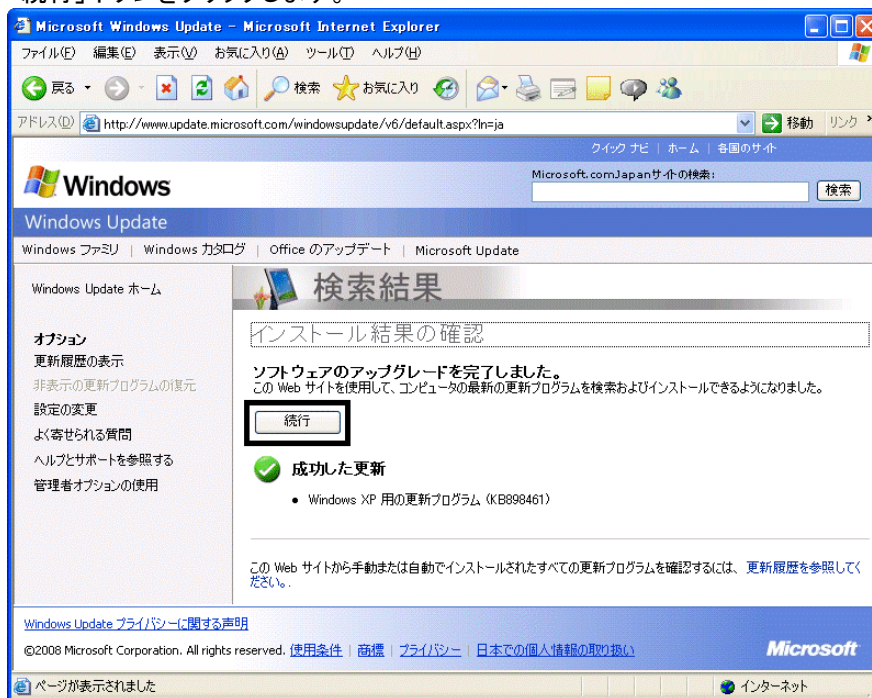 「続行」ボタンをクリックします。
Microsoft Windows Update - Microsoft Internet Explorer
ファイル(F) 編集(E) 表示(V) お気に入り(A) ツール(T) ヘルプ(H)
戻る 検索 お気に入り
アドレス(D) http://www.update.microsoft.com/windowsupdate/v6/default.aspx?ln=ja 移動 リンク
クイック ナビ | ホーム | 各国のサイト
Windows
Microsoft.comJapanサイトの検索:
検索
Windows Update
Windows ファミリ | Windows カタログ | Office のアップデート | Microsoft Update
Windows Update ホーム
オプション
更新履歴の表示
非表示の更新プログラムの復元
設定の変更
よく寄せられる質問
ヘルプとサポートを参照する
管理者オプションの使用
検索結果
インストール結果の確認
ソフトウェアのアップグレードを完了しました。
この Web サイトを使用して、コンピュータの最新の更新プログラムを検索およびインストールできるようになりました。
続行
成功した更新
• Windows XP 用の更新プログラム (KB898461)
この Web サイトから手動または自動でインストールされたすべての更新プログラムを確認するには、更新履歴を参照してく
ださい。.
Windows Update プライバシーに関する声明
©2008 Microsoft Corporation. All rights reserved. 使用条件 | 商標 | プライバシー | 日本での個人情報の取り扱い
Microsoft
ページが表示されました
インターネット